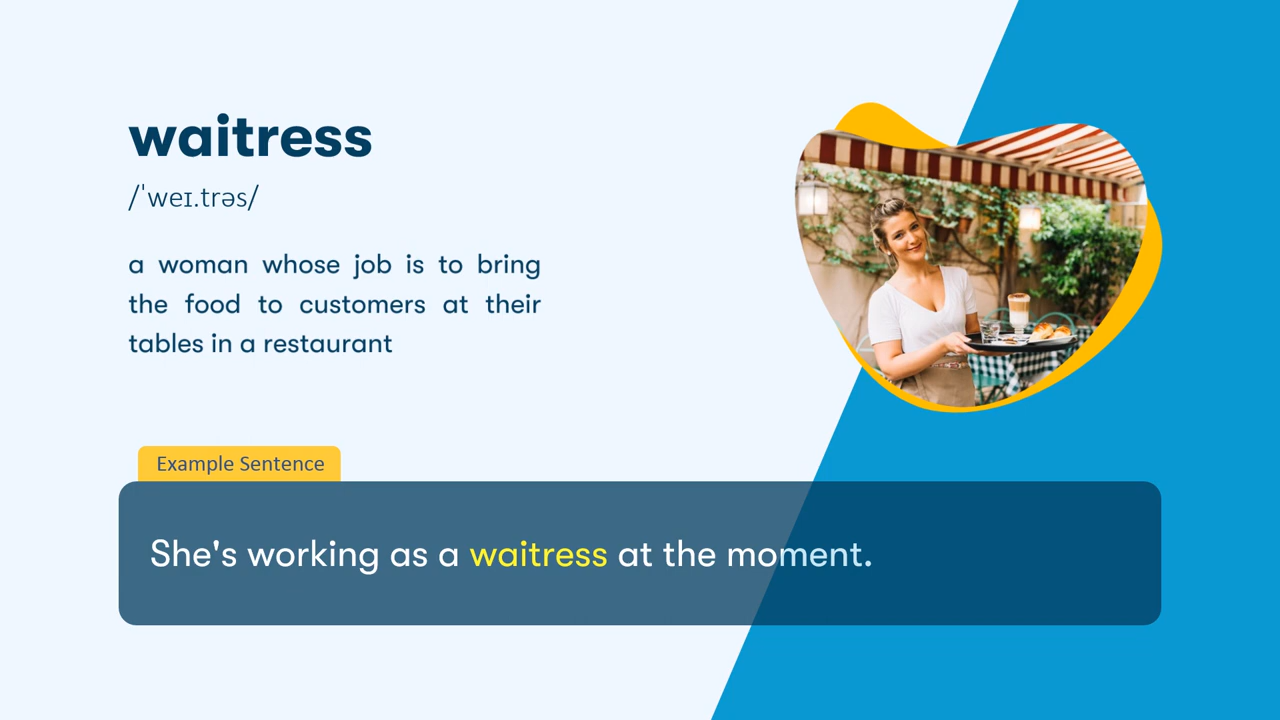 waitress
/ˈweɪ.trəs/
a woman whose job is to bring
the food to customers at their
tables in a restaurant
Example Sentence
She's working as a waitress at the moment.